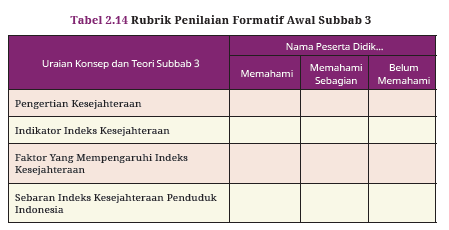 Tabel 2.14 Rubrik Penilaian Formatif Awal Subbab 3
Uraian Konsep dan Teori Subbab 3
Nama Peserta Didik...
Memahami
Memahami
Sebagian
Belum
Memahami
Pengertian Kesejahteraan
Indikator Indeks Kesejahteraan
Faktor Yang Mempengaruhi Indeks
Kesejahteraan
Sebaran Indeks Kesejahteraan Penduduk
Indonesia